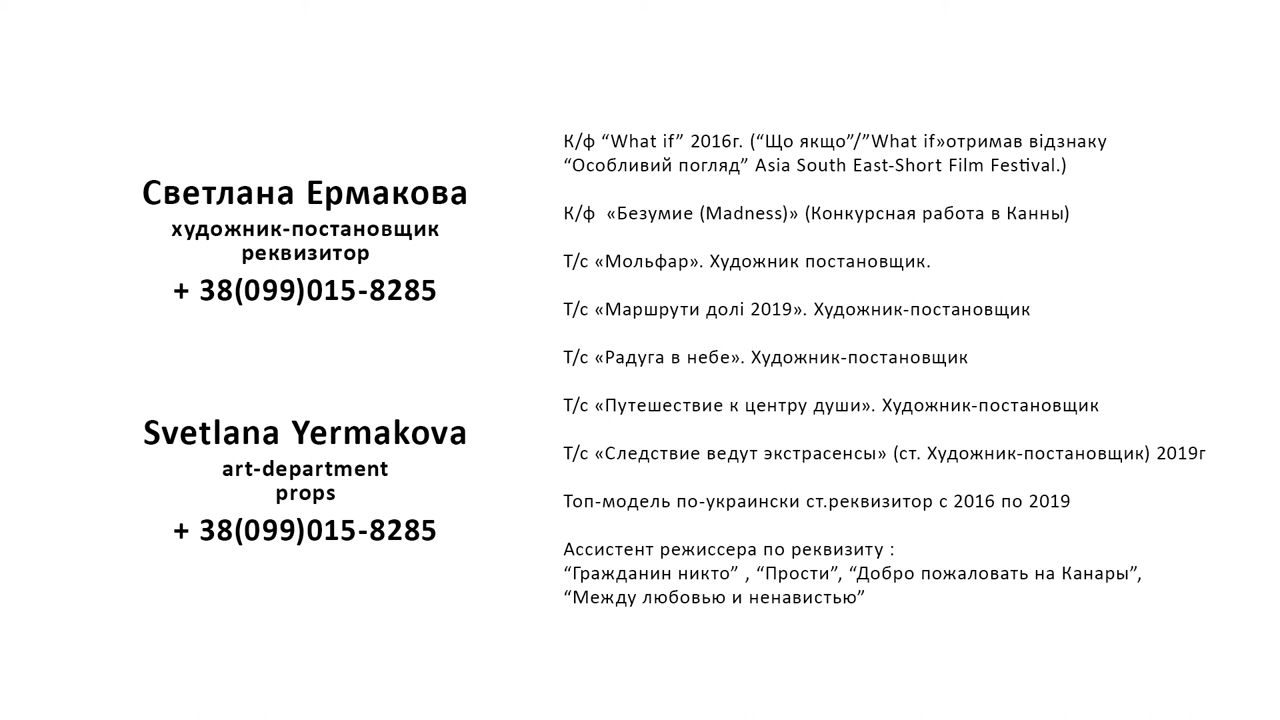 Светлана Ермакова
художник-постановщик
реквизитор
+ 38(099)015-8285
Svetlana Yermakova
art-department
props
+ 38(099)015-8285
К/ф “What if” 2016г. (“Що якщо”/”What if»отримав відзнаку
“Особливий погляд” Asia South East-Short Film Festival.)
К/ф  «Безумие (Madness)» (Конкурсная работа в Канны)
Т/с «Мольфар». Художник постановщик.
Т/с «Маршрути долі 2019». Художник-постановщик
Т/с «Радуга в небе». Художник-постановщик
Т/с «Путешествие к центру души». Художник-постановщик
Т/с «Следствие ведут экстрасенсы» (ст. Художник-постановщик) 2019г
Топ-модель по-украински ст.реквизитор с 2016 по 2019
Ассистент режиссера по реквизиту :
“Гражданин никто” , “Прости”, “Добро пожаловать на Канары”,
“Между любовью и ненавистью”